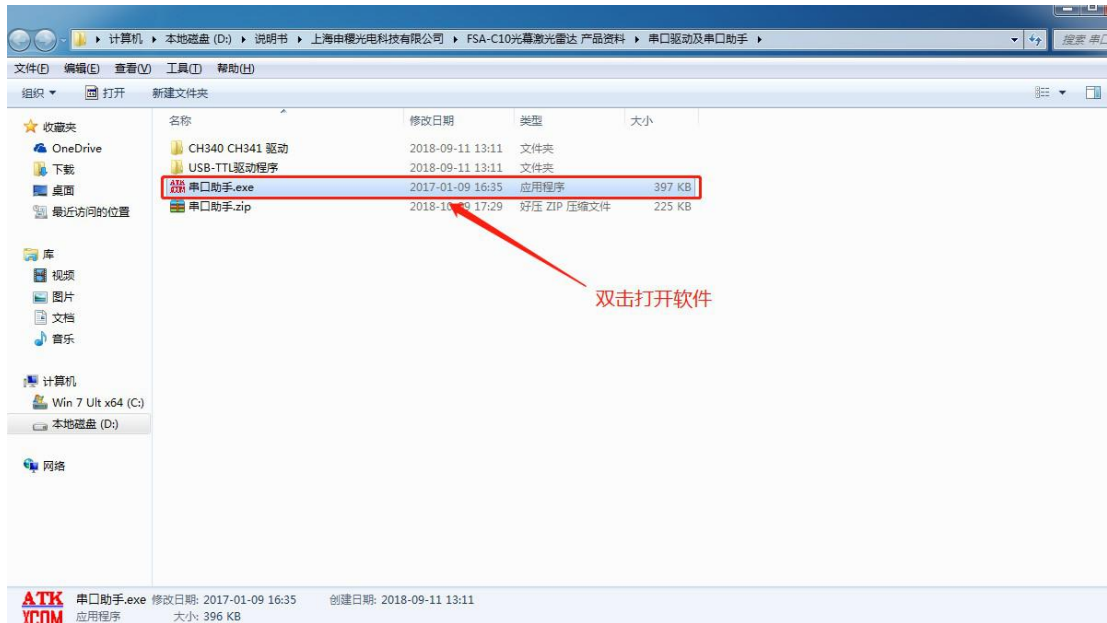 计算机 ▸ 本地磁盘 (D:) ▸ 说明书 ▸ 上海申稷光电科技有限公司 ▸ FSA-C10光幕激光雷达 产品资料 ▸ 串口驱动及串口助手 ▸
搜索 串口
文件(F) 编辑(E) 查看(V) 工具(T) 帮助(H)
组织 打开 新建文件夹
名称 修改日期 类型 大小
收藏夹
OneDrive
下载
桌面
最近访问的位置
库
视频
图片
文档
音乐
计算机
Win 7 Ult x64 (C:)
本地磁盘 (D:)
网络
CH340 CH341 驱动 2018-09-11 13:11 文件夹
USB-TTL驱动程序 2018-09-11 13:11 文件夹
串口助手.exe 2017-01-09 16:35 应用程序 397 KB
串口助手.zip 2018-10- 9 17:29 好压 ZIP 压缩文件 225 KB
双击打开软件
ATK
XCOM
串口助手.exe 修改日期: 2017-01-09 16:35 创建日期: 2018-09-11 13:11
应用程序 大小: 396 KB